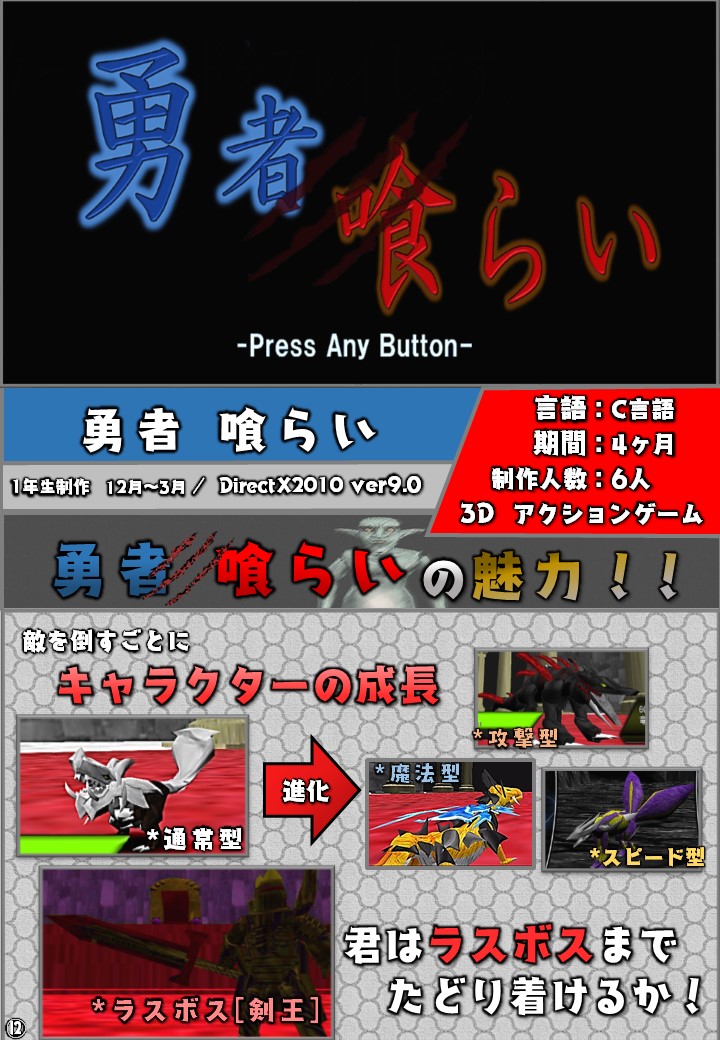 勇者喰らい
-Press Any Button-
勇者 喰らい
言語：C言語
期間：4ヶ月
制作人数：6人
3D アクションゲーム
1年生制作 12月～3月／ DirectX2010 ver9.0
勇者喰らいの魅力！！
敵を倒すごとに
キャラクターの成長
*通常型
進化
*攻撃型
*魔法型
*スピード型
*ラスボス[剣王]
君はラスボスまで
たどり着けるか！
⑫